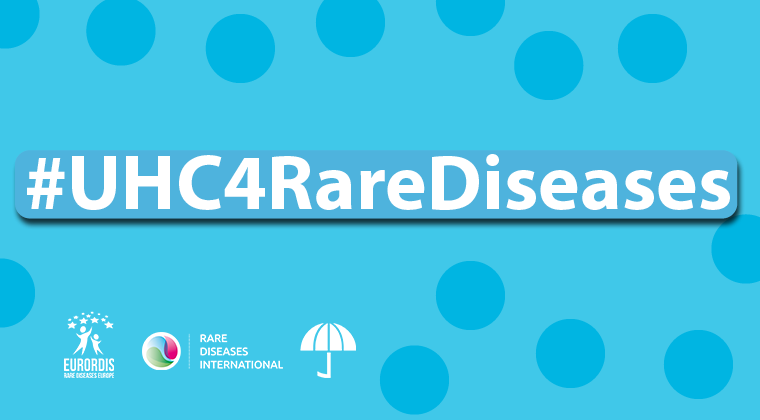 #UHC4RareDiseases
EURORDIS
RARE DISEASES EUROPE
RARE
DISEASES
INTERNATIONAL